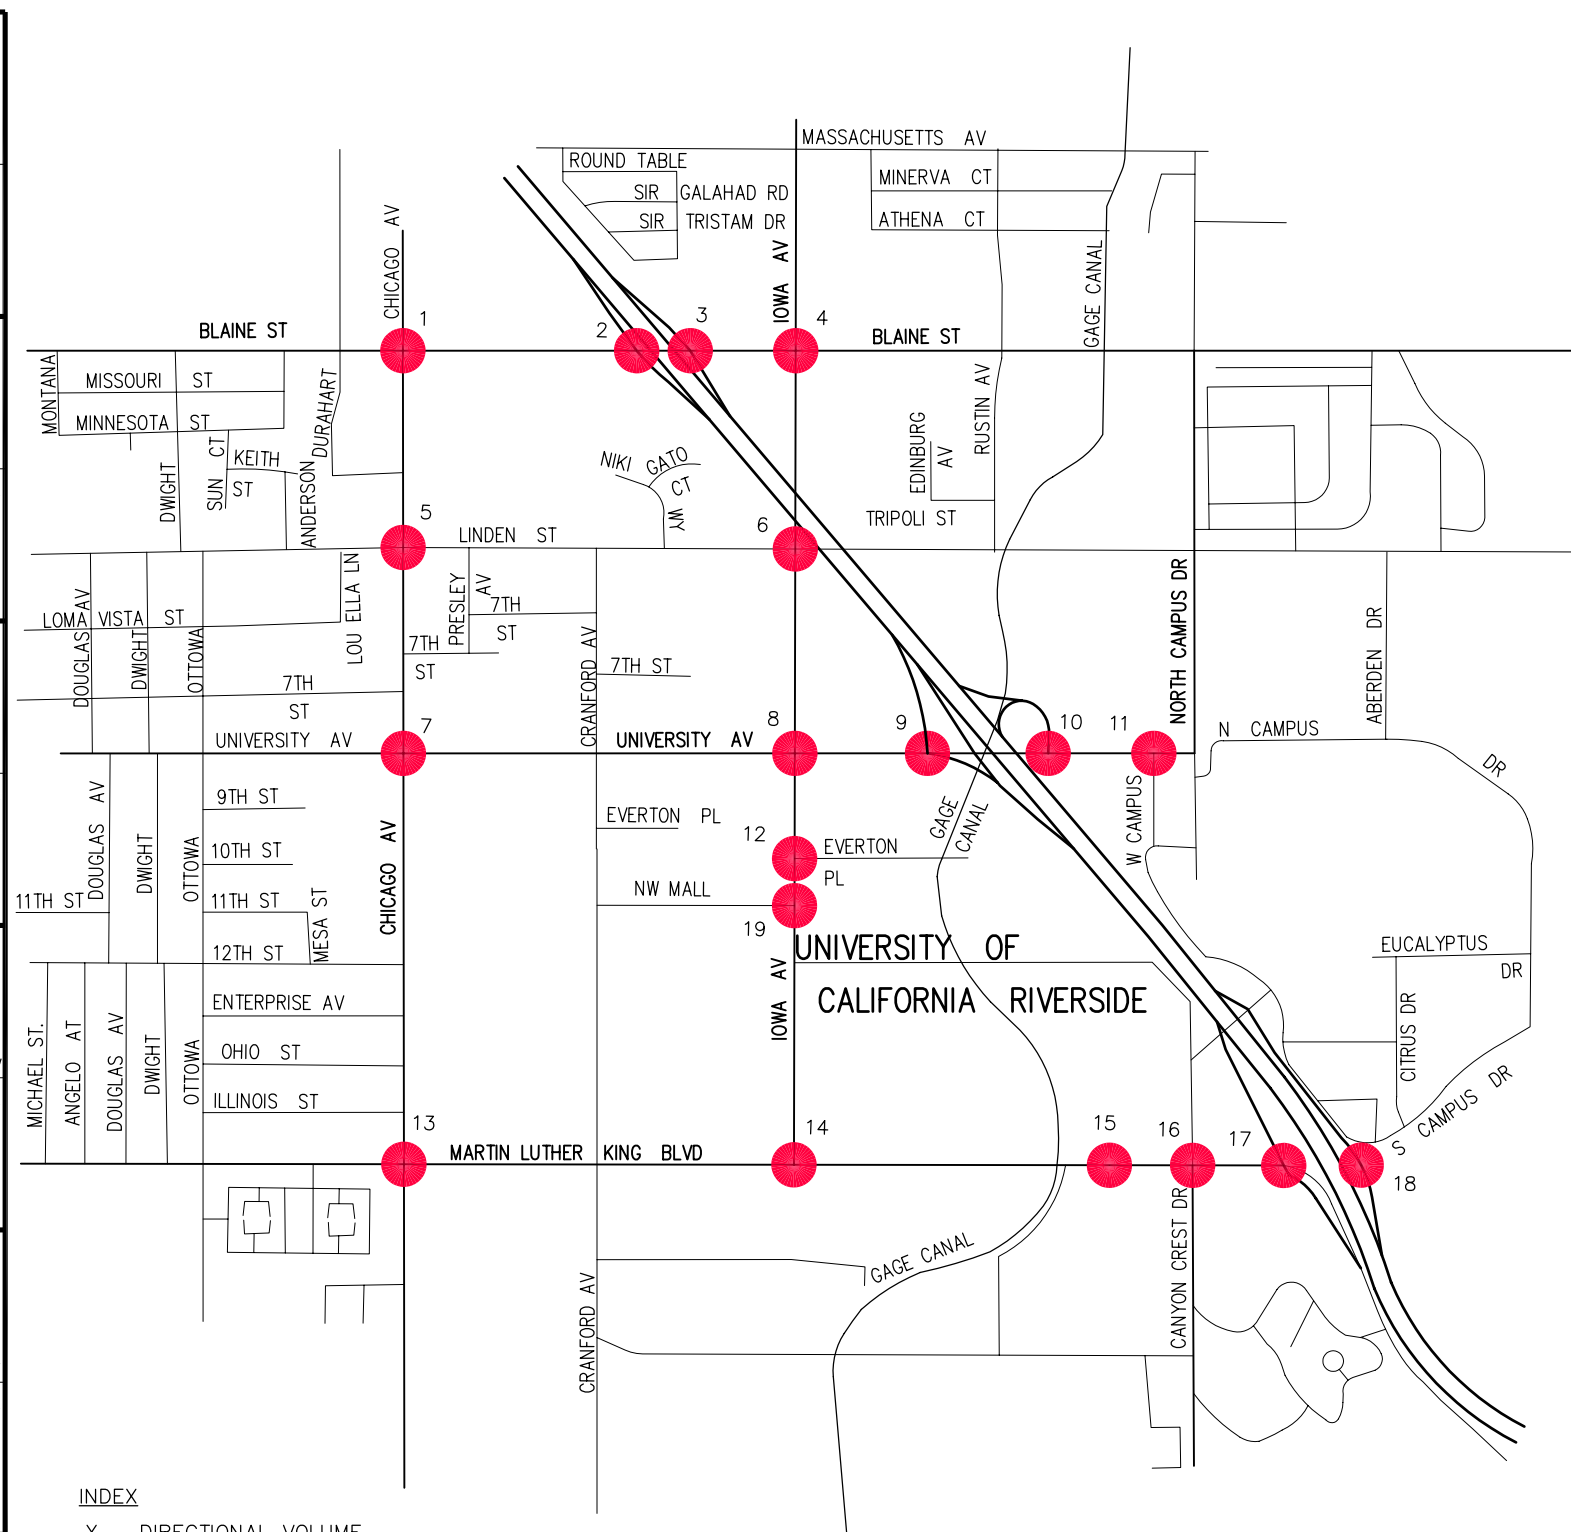 MASSACHUSETTS AV
ROUND TABLE
MINERVA CT
SIR GALAHAD RD
SIR TRISTAM DR
ATHENA CT
CHICAGO AV
IOWA AV
GAGE CANAL
1
2
3
4
BLAINE ST
BLAINE ST
MONTANA
MISSOURI ST
MINNESOTA ST
DURAHART
RUSTIN AV
EDINBURG
AV
SUN CT
KEITH
ST
DWIGHT
ANDERSON
NIKI GATO
CT
WY
TRIPOLI ST
5
6
LINDEN ST
LOU ELLA LN
PRESLEY
AV
7TH
ST
NORTH CAMPUS DR
ABERDEN DR
DOUGLAS AV
LOMA VISTA ST
DWIGHT
OTTOWA
7TH
ST
CRANFORD AV
7TH ST
7TH
ST
7
8
9
10
11
N CAMPUS
DR
UNIVERSITY AV
UNIVERSITY AV
9TH ST
DOUGLAS AV
DWIGHT
OTTOWA
CHICAGO AV
EVERTON PL
12
EVERTON
PL
GAGE
CANAL
W CAMPUS
10TH ST
11TH ST
11TH ST
MESA ST
NW MALL
19
12TH ST
UNIVERSITY OF
CALIFORNIA RIVERSIDE
IOWA AV
EUCALYPTUS
DR
CITRUS DR
ENTERPRISE AV
MICHAEL ST.
ANGELO AT
DOUGLAS AV
DWIGHT
OTTOWA
OHIO ST
ILLINOIS ST
13
14
15
16
17
18
S CAMPUS DR
MARTIN LUTHER KING BLVD
CANYON CREST DR
GAGE CANAL
CRANFORD AV
INDEX
X DIRECTIONAL VOLUME